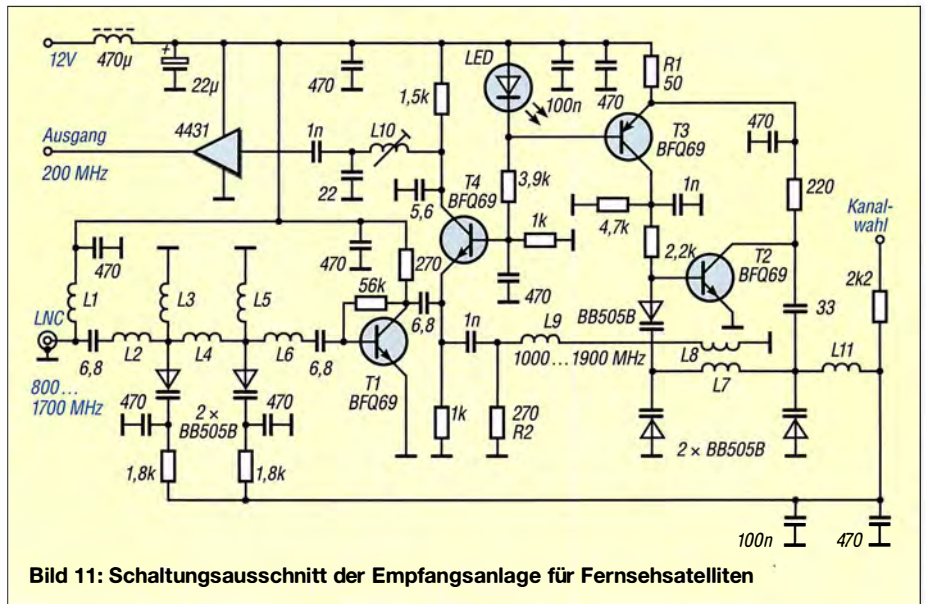 12V
470µ
+
22µ
470
1,5k
LED
100n
470
R1
50
T3
BFQ69
470
220
Kanal-
wahl
2k2
Ausgang
200 MHz
4431
1n
L10
22
5,6
T4
BFQ69
3,9k
1k
470
4,7k
1n
2,2k
T2
BFQ69
33
470
L1
L3
L5
470
270
56k
6,8
LNC
6,8
L2
L4
L6
6,8
800...
1700 MHz
T1
BFQ69
1n
L9
1000...1900 MHz
BB505B
L8
L7
L11
470
2 ×
BB505B
470
1,8k
1,8k
1k
270
R2
2 × BB505B
100n
470
Bild 11: Schaltungsausschnitt der Empfangsanlage für Fernsehsatelliten